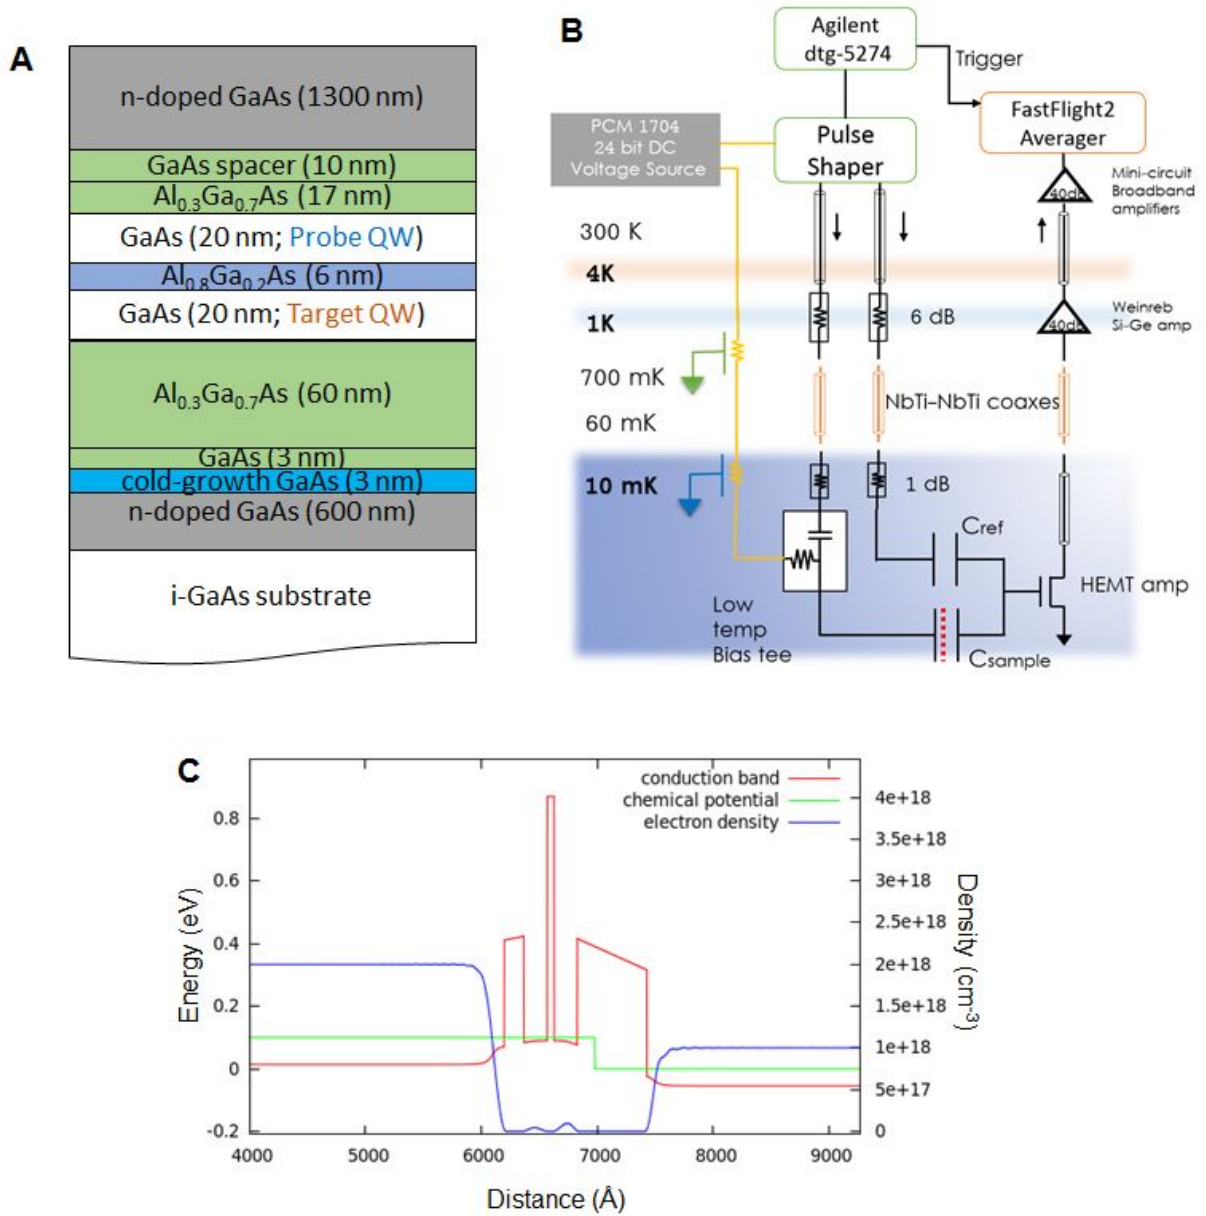 A
n-doped GaAs (1300 nm)
GaAs spacer (10 nm)
Al0.3Ga0.7As (17 nm)
GaAs (20 nm; Probe QW)
Al0.8Ga0.2As (6 nm)
GaAs (20 nm; Target QW)
Al0.3Ga0.7As (60 nm)
GaAs (3 nm)
cold-growth GaAs (3 nm)
n-doped GaAs (600 nm)
i-GaAs substrate
B
Agilent
dtg-5274
Trigger
FastFlight2
Averager
PCM 1704
24 bit DC
Voltage Source
Pulse
Shaper
40dB
Mini-circuit
Broadband
amplifiers
300 K
4K
1K
6 dB
40dB
Weinreb
Si-Ge amp
700 mK
60 mK
NbTi-NbTi coaxes
10 mK
1 dB
Cref
HEMT amp
Low
temp
Bias tee
Csample
C
conduction band
chemical potential
electron density
Energy (eV)
0.8
0.6
0.4
0.2
0
-0.2
4e+18
3.5e+18
3e+18
2.5e+18
2e+18
1.5e+18
1e+18
5e+17
0
Density (cm-3)
4000
5000
6000
7000
8000
9000
Distance (Å)